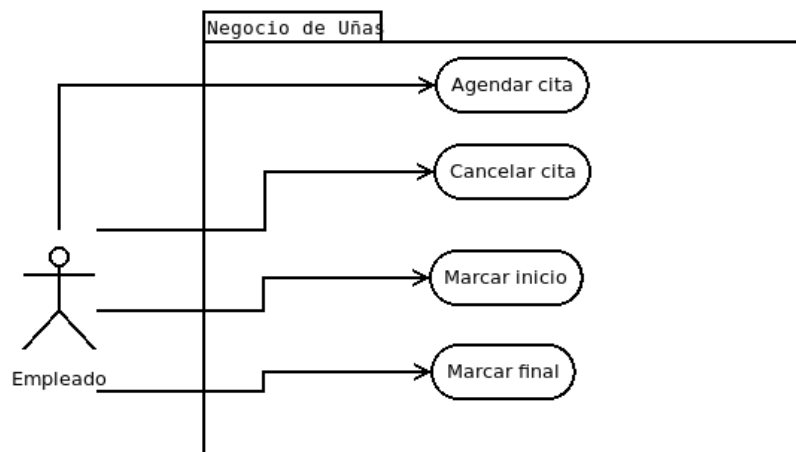 Negocio de Uñas
Agendar cita
Cancelar cita
Marcar inicio
Marcar final
Empleado